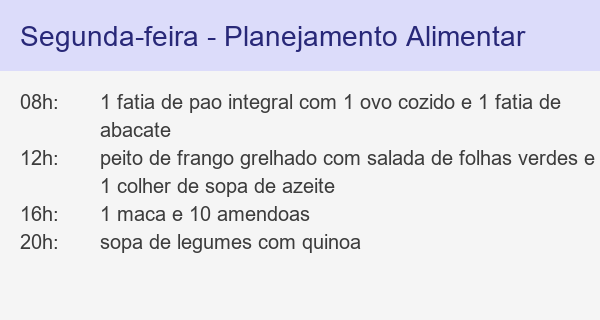 Segunda-feira - Planejamento Alimentar
08h: 1 fatia de pao integral com 1 ovo cozido e 1 fatia de
abacate
12h: peito de frango grelhado com salada de folhas verdes e
1 colher de sopa de azeite
16h: 1 maca e 10 amendoas
20h: sopa de legumes com quinoa